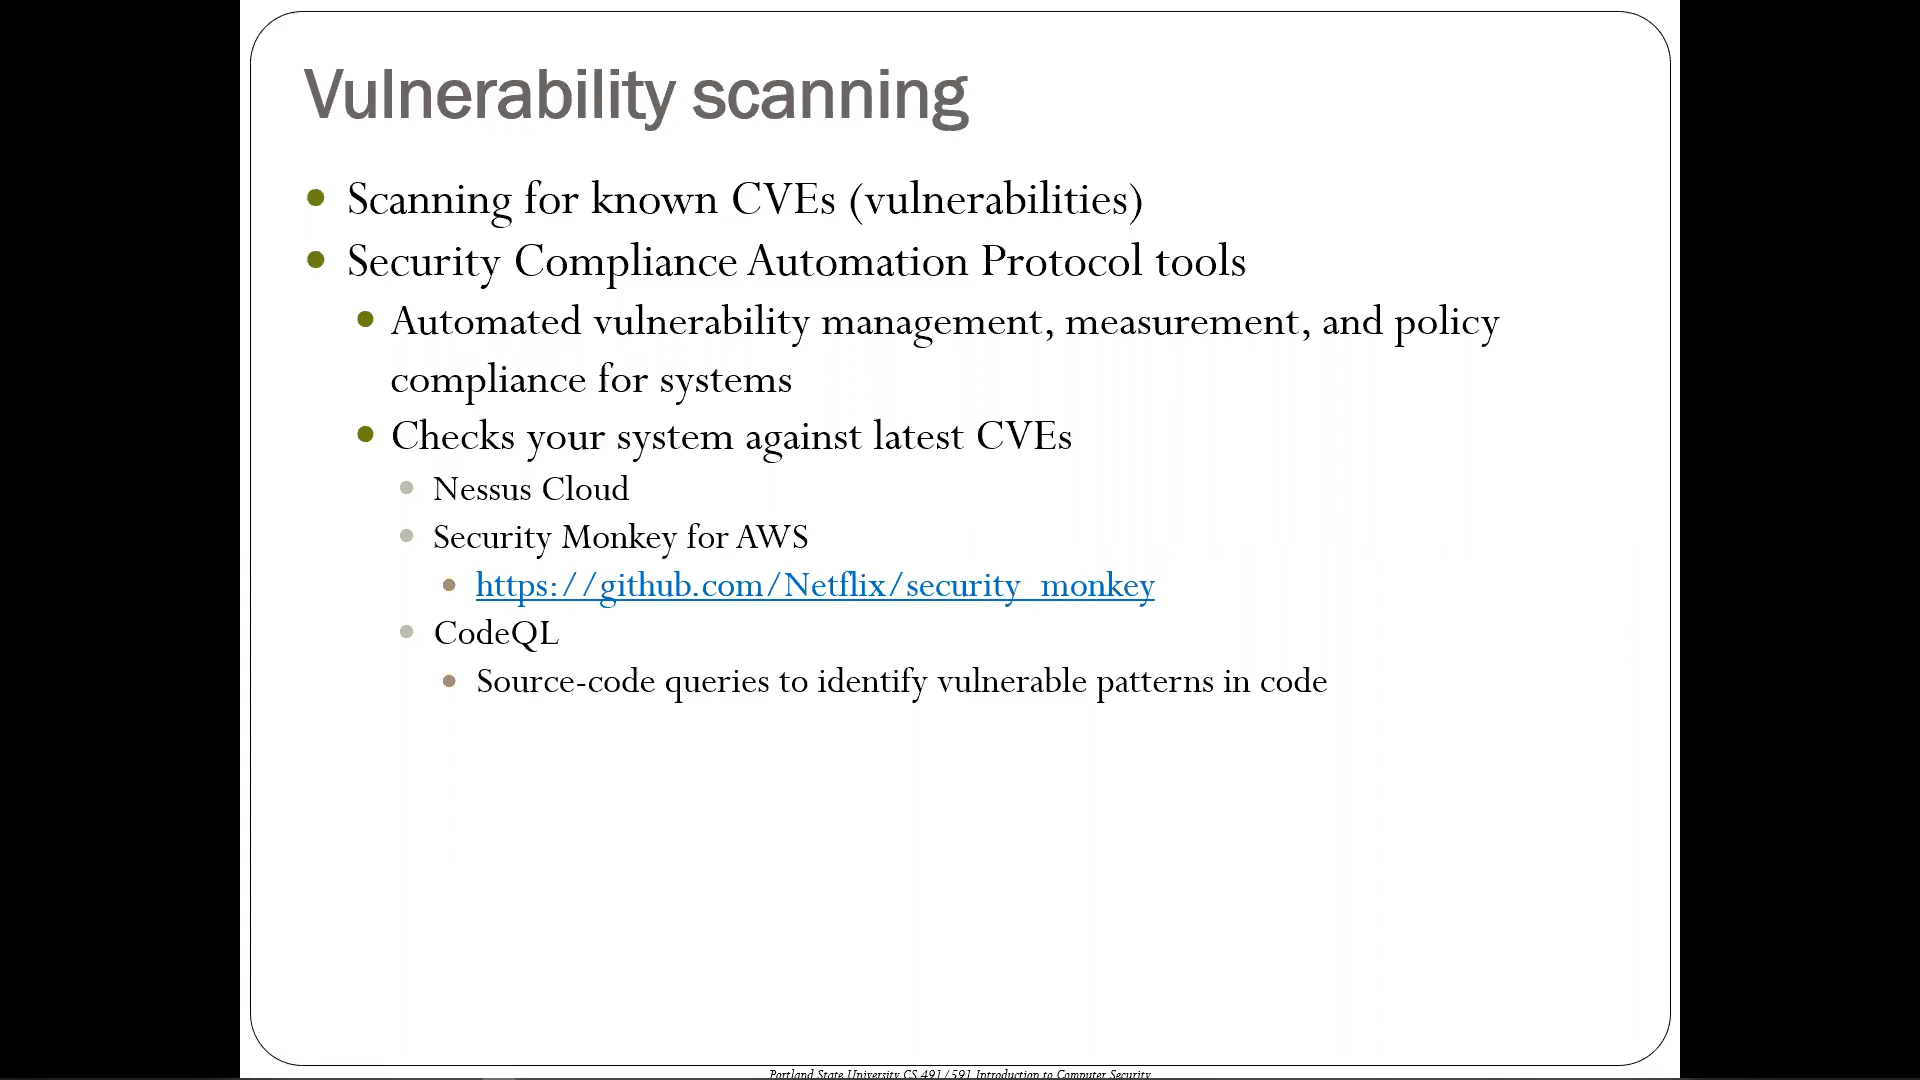 Vulnerability scanning
Scanning for known CVEs (vulnerabilities)
Security Compliance Automation Protocol tools
Automated vulnerability management, measurement, and policy
compliance for systems
Checks your system against latest CVEs
Nessus Cloud
Security Monkey for AWS
https://github.com/Netflix/security_monkey
CodeQL
Source-code queries to identify vulnerable patterns in code
Portland State University CS 491/591 Introduction to Computer Security